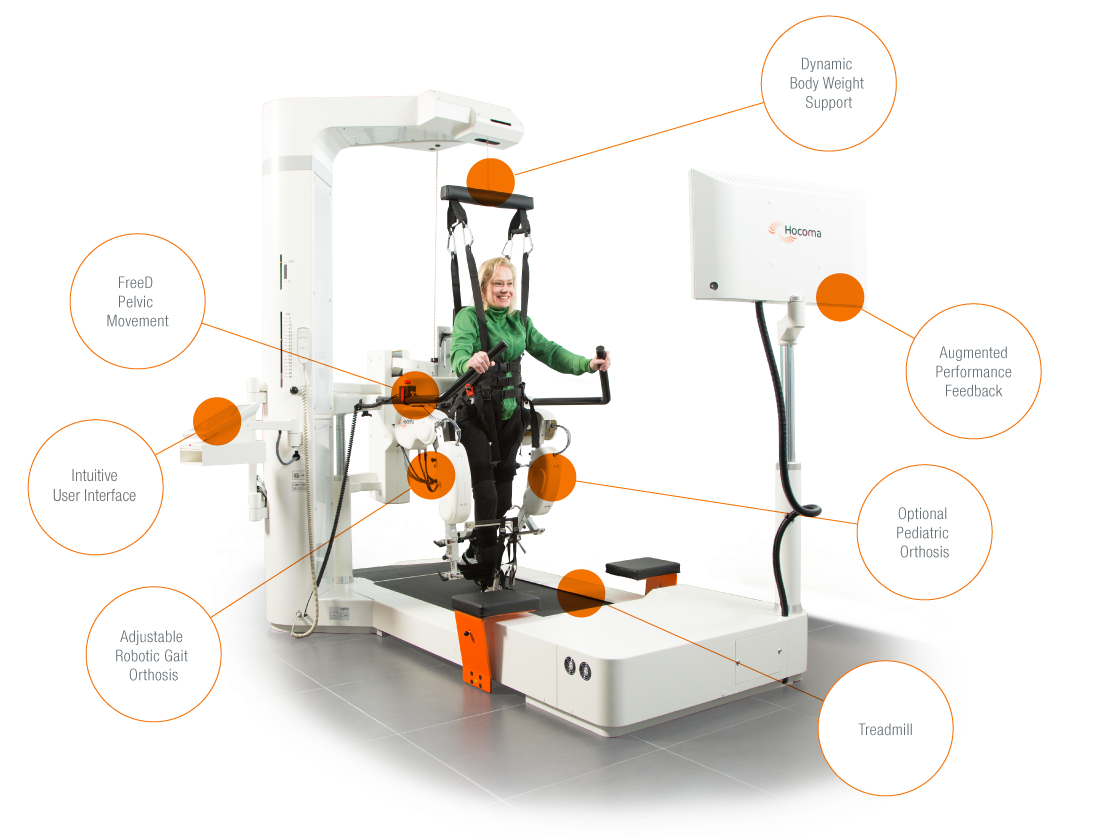 Dynamic
Body Weight
Support
Hocoma
FreeD
Pelvic
Movement
Augmented
Performance
Feedback
Intuitive
User Interface
Optional
Pediatric
Orthosis
Adjustable
Robotic Gait
Orthosis
Treadmill